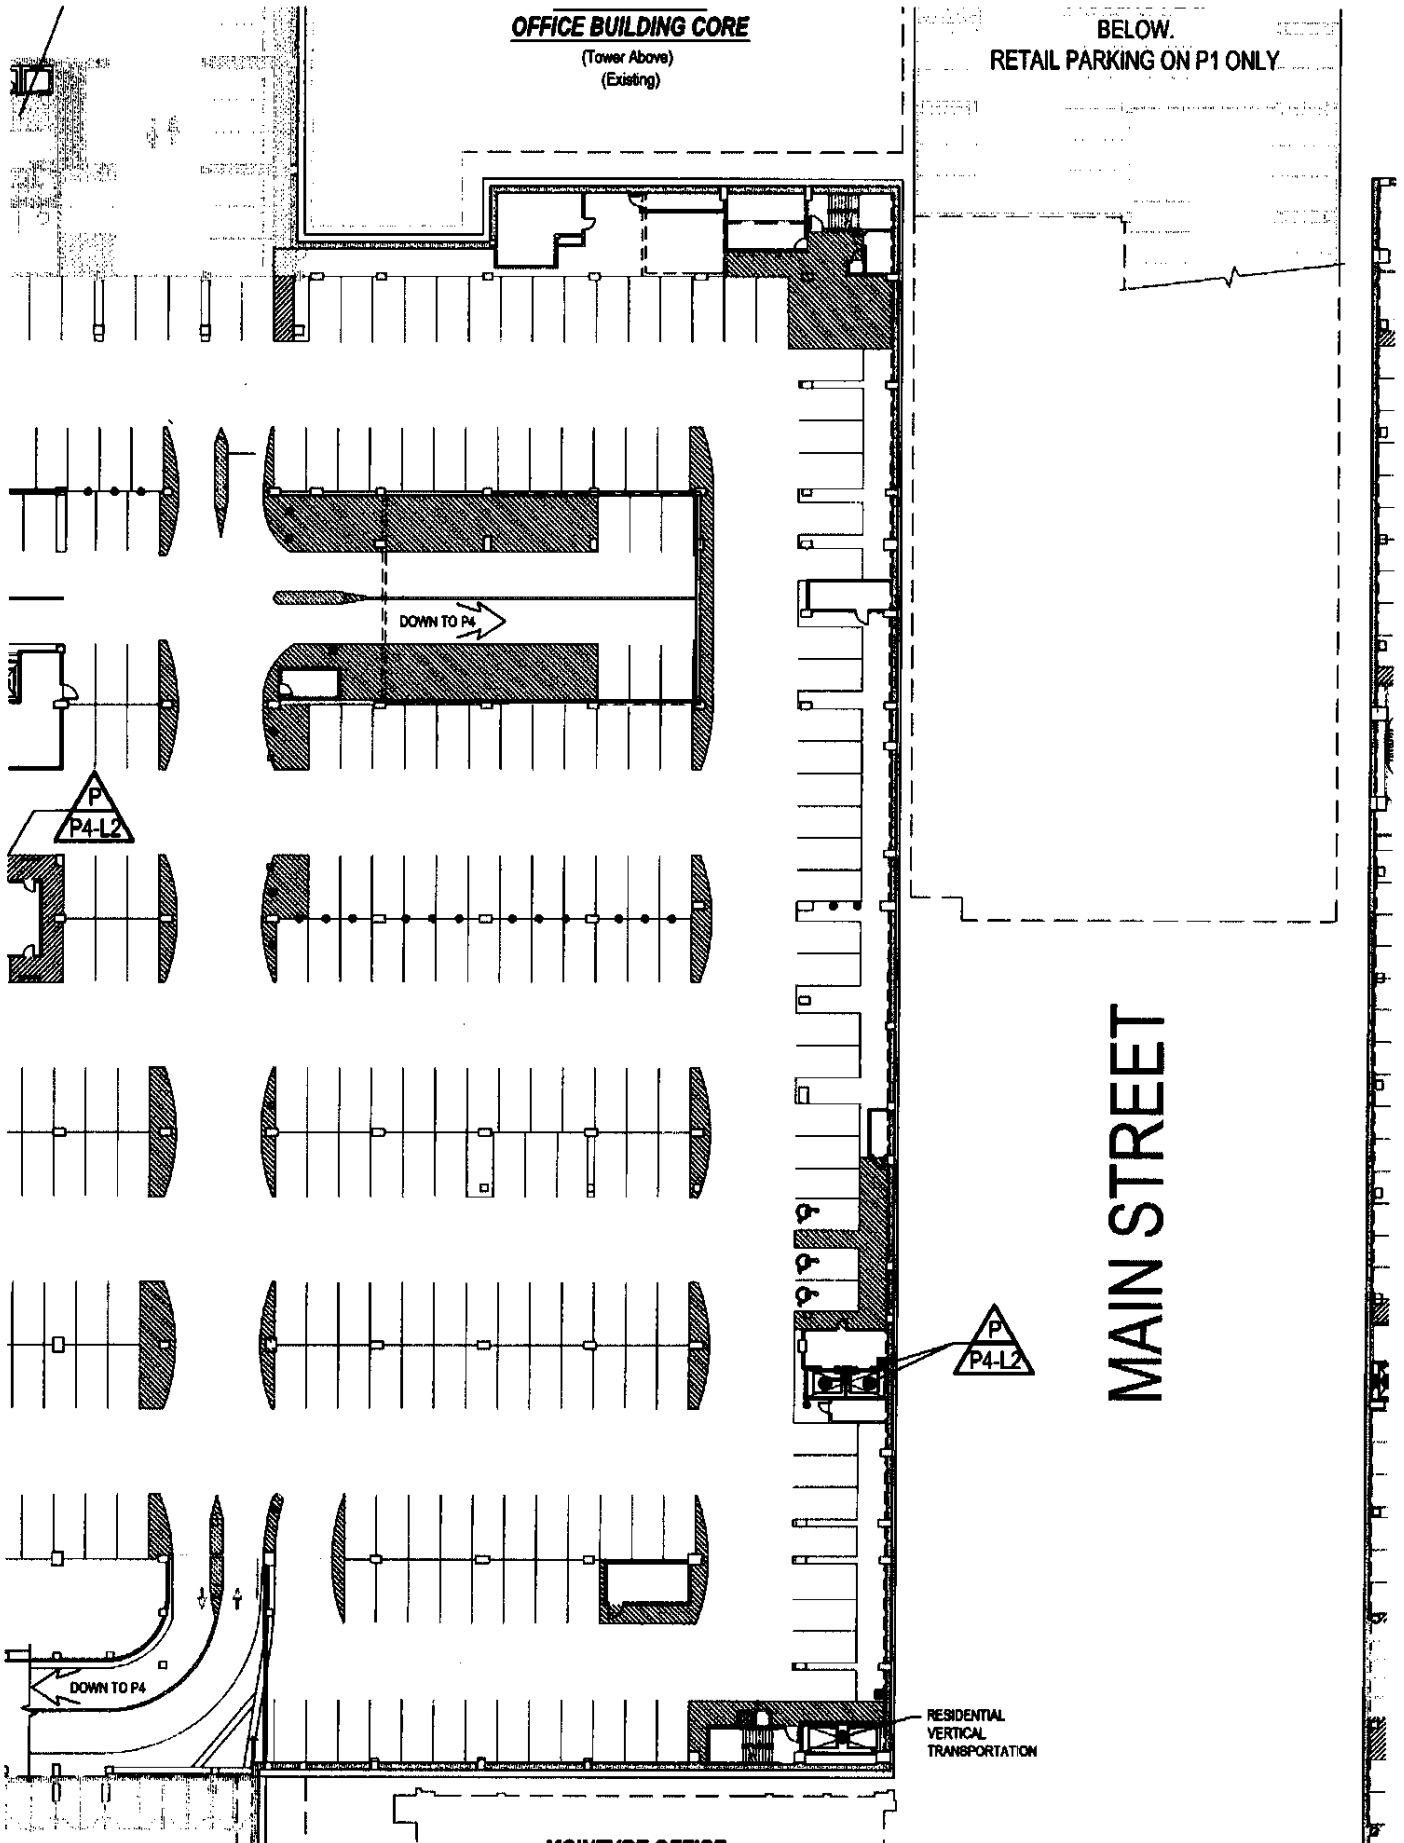 OFFICE BUILDING CORE
(Tower Above)
(Existing)
BELOW.
RETAIL PARKING ON P1 ONLY
DOWN TO P4
P
P4-L2
MAIN STREET
P
P4-L2
DOWN TO P4
RESIDENTIAL
VERTICAL
TRANSPORTATION